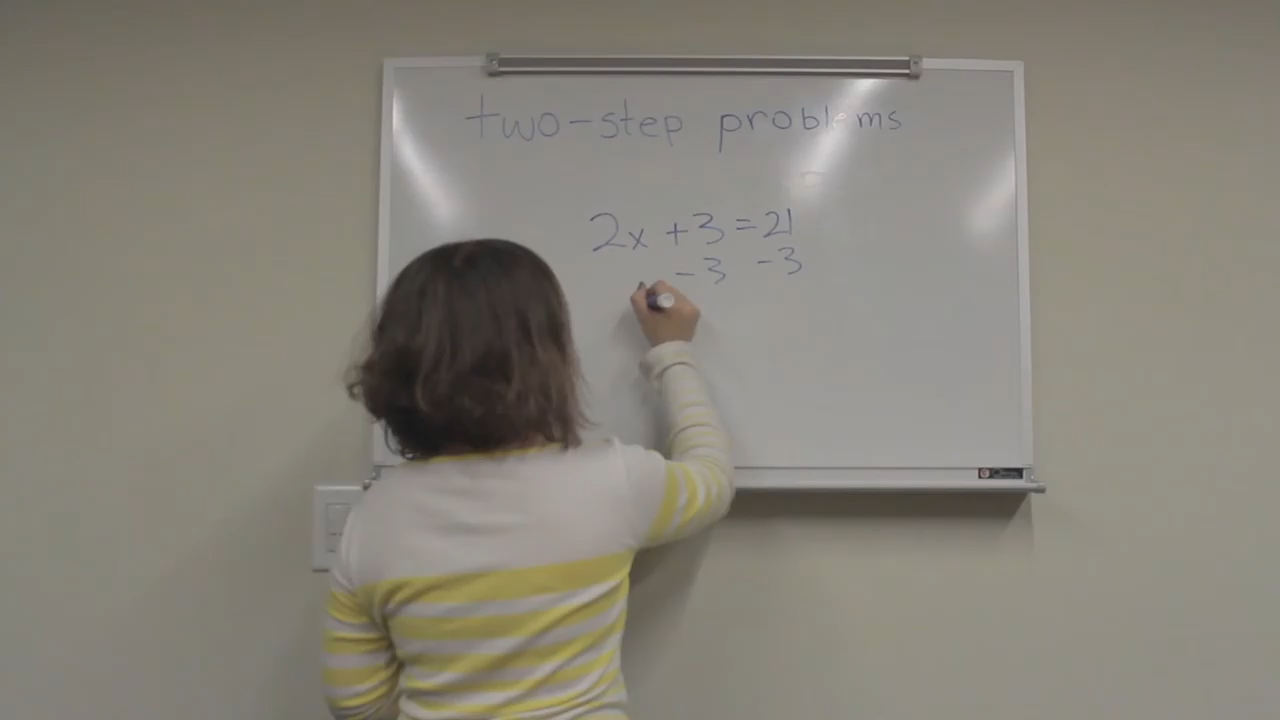 two-step problems
2x +3 = 21
-3 -3